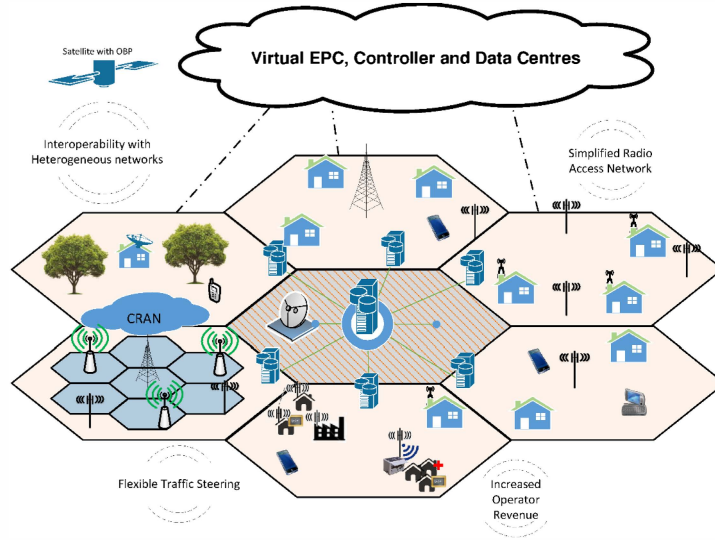 Satellite with OBP
Virtual EPC, Controller and Data Centres
Interoperability with
Heterogeneous networks
Simplified Radio
Access Network
CRAN
Flexible Traffic Steering
Increased
Operator
Revenue